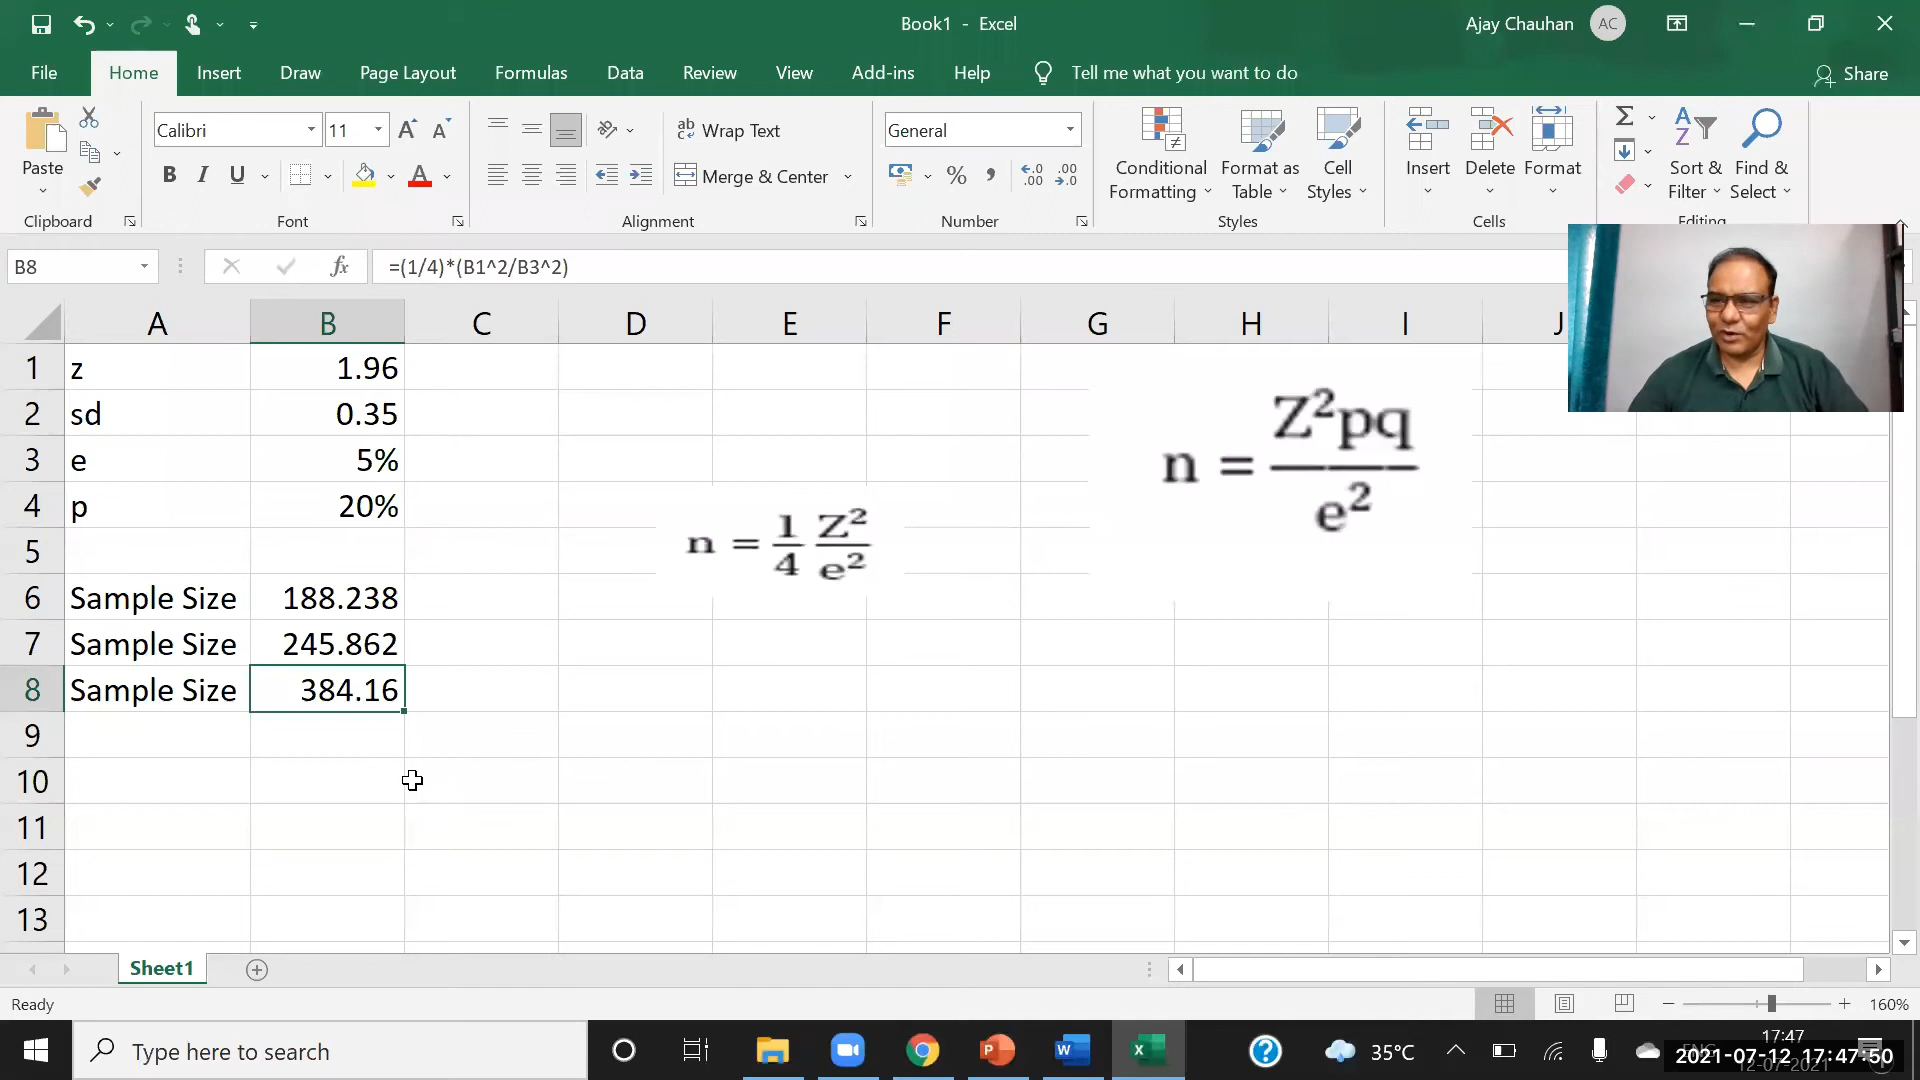 Book1 - Excel
Ajay Chauhan
AC
File
Home
Insert
Draw
Page Layout
Formulas
Data
Review
View
Add-ins
Help
Tell me what you want to do
Share
Calibri
11
Wrap Text
General
Paste
B I U
Merge & Center
Conditional Formatting
Format as Table
Cell Styles
Insert
Delete
Format
Sort & Filter
Find & Select
Clipboard
Font
Alignment
Number
Styles
Cells
Editing
B8
fx
=(1/4)*(B1^2/B3^2)
A B C D E F G H I J
1 z 1.96
2 sd 0.35
3 e 5%
4 p 20%
5
6 Sample Size 188.238
7 Sample Size 245.862
8 Sample Size 384.16
9
10
11
12
13
n = 1/4 Z²/e²
n = Z²pq/e²
Sheet1
Ready
160%
Type here to search
35°C
17:47
2021-07-12 17:47:50